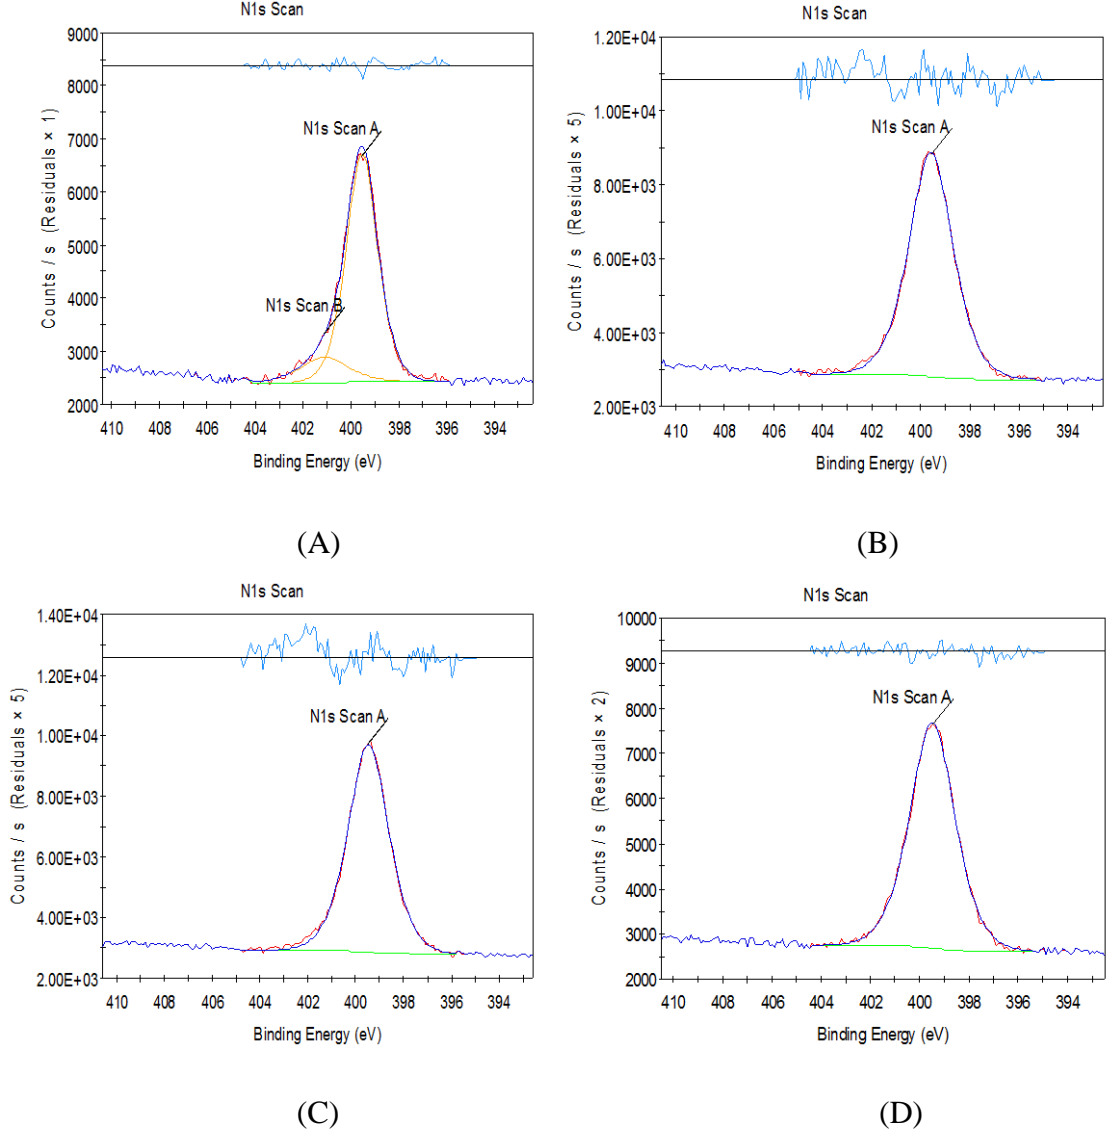 N1s Scan
9000
8000
7000
6000
5000
4000
3000
2000
Counts / s (Residuals × 1)
N1s Scan A
N1s Scan B
410 408 406 404 402 400 398 396 394
Binding Energy (eV)
(A)
N1s Scan
1.20E+04
1.00E+04
8.00E+03
6.00E+03
4.00E+03
2.00E+03
Counts / s (Residuals × 5)
N1s Scan A
410 408 406 404 402 400 398 396 394
Binding Energy (eV)
(B)
N1s Scan
1.40E+04
1.20E+04
1.00E+04
8.00E+03
6.00E+03
4.00E+03
2.00E+03
Counts / s (Residuals × 5)
N1s Scan A
410 408 406 404 402 400 398 396 394
Binding Energy (eV)
(C)
N1s Scan
10000
9000
8000
7000
6000
5000
4000
3000
2000
Counts / s (Residuals × 2)
N1s Scan A
410 408 406 404 402 400 398 396 394
Binding Energy (eV)
(D)